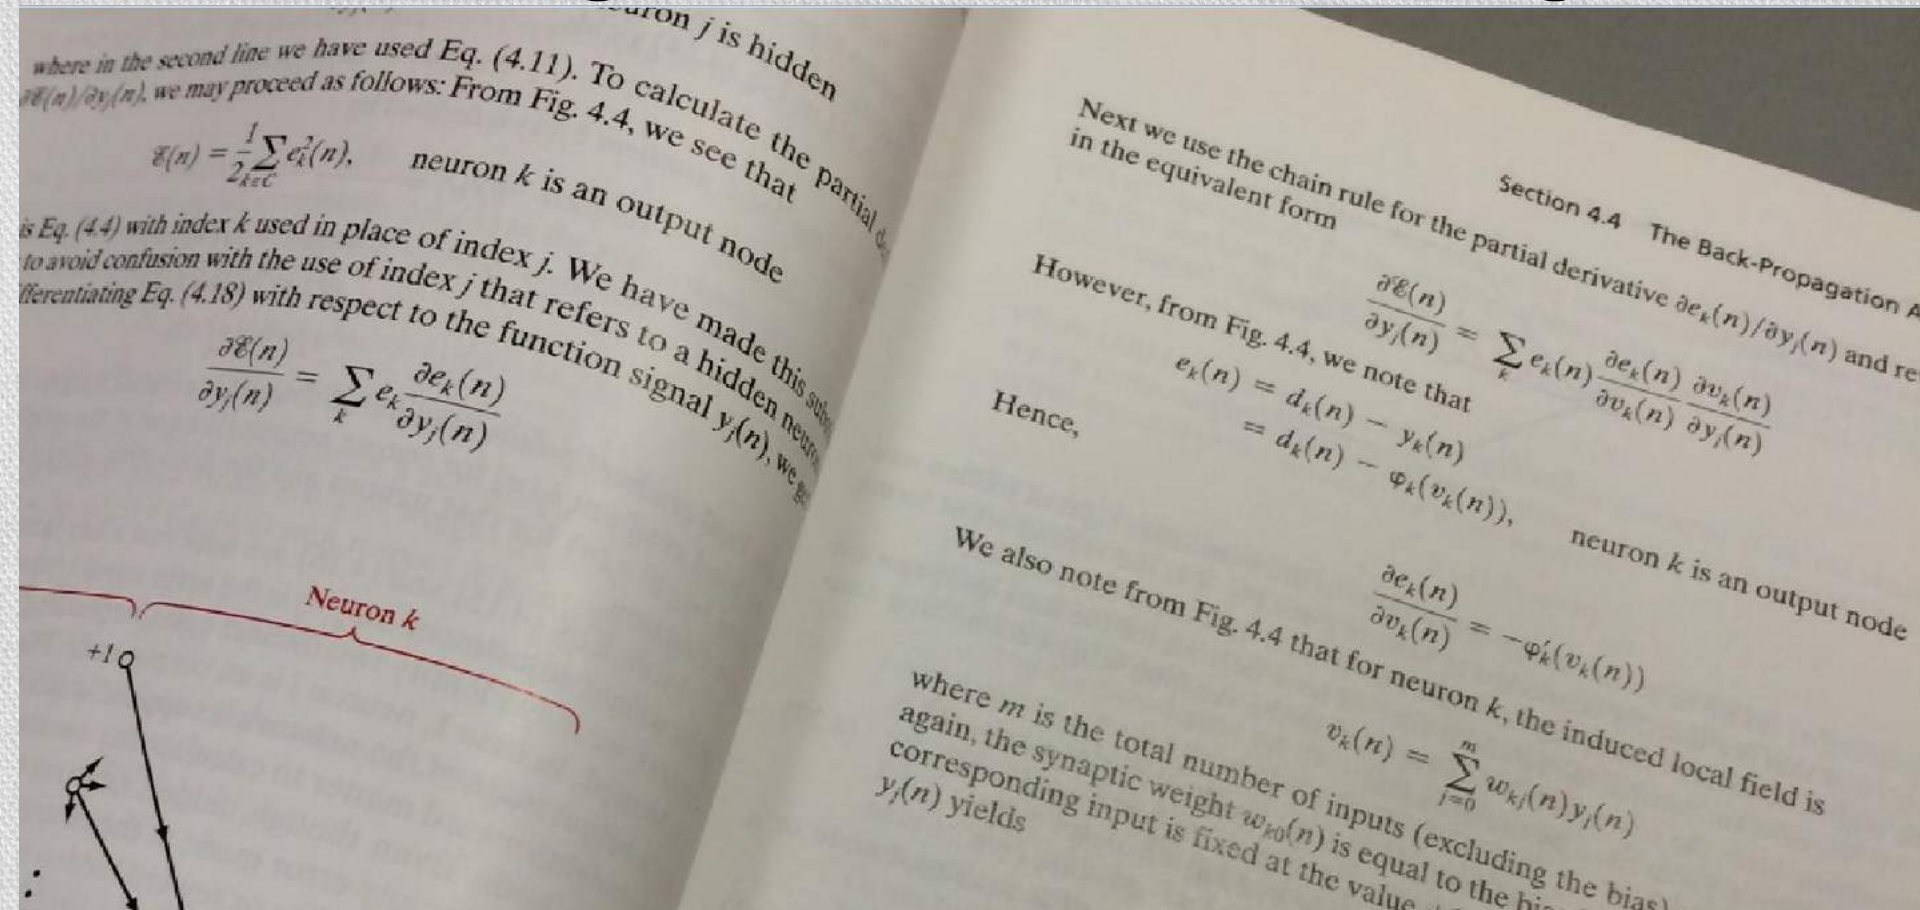 neuron j is hidden
where in the second line we have used Eq. (4.11). To calculate the partial
∂ℰ(n)/∂y_j(n), we may proceed as follows: From Fig. 4.4, we see that
ℰ(n) = 1/2 Σ_{k∈C} e_k^2(n), neuron k is an output node
is Eq. (4.4) with index k used in place of index j. We have made this
to avoid confusion with the use of index j that refers to a hidden neuron
Eq. (4.18) with respect to the function signal y_j(n), we
∂ℰ(n)/∂y_j(n) = Σ_k e_k ∂e_k(n)/∂y_j(n)
Neuron k
+1
Section 4.4 The Back-Propagation
Next we use the chain rule for the partial derivative ∂e_k(n)/∂y_j(n) and
in the equivalent form
∂ℰ(n)/∂y_j(n) = Σ_k e_k(n) ∂e_k(n)/∂v_k(n) ∂v_k(n)/∂y_j(n)
However, from Fig. 4.4, we note that
e_k(n) = d_k(n) − y_k(n)
= d_k(n) − φ_k(v_k(n)), neuron k is an output node
Hence,
∂e_k(n)/∂v_k(n) = −φ'_k(v_k(n))
We also note from Fig. 4.4 that for neuron k, the induced local field is
v_k(n) = Σ_{j=0}^{m} w_{kj}(n)y_j(n)
where m is the total number of inputs (excluding the bias)
again, the synaptic weight w_{k0}(n) is equal to the
corresponding input is fixed at the value
y_j(n) yields